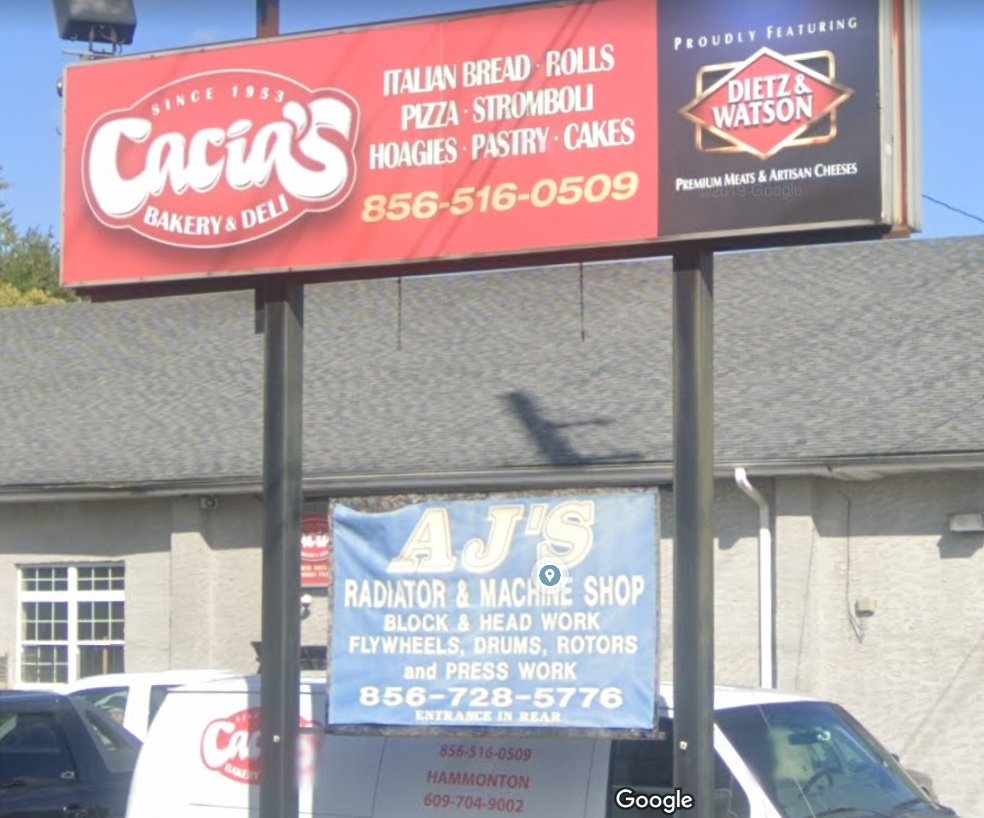 SINCE 1953
Cacia's
BAKERY & DELI
ITALIAN BREAD · ROLLS
PIZZA · STROMBOLI
HOAGIES · PASTRY · CAKES
856-516-0509
PROUDLY FEATURING
DIETZ &
WATSON
PREMIUM MEATS & ARTISAN CHEESES
©2019 Google
AJ'S
RADIATOR & MACHINE SHOP
BLOCK & HEAD WORK
FLYWHEELS, DRUMS, ROTORS
and PRESS WORK
856-728-5776
ENTRANCE IN REAR
856-516-0509
HAMMONTON
609-704-9002
Google